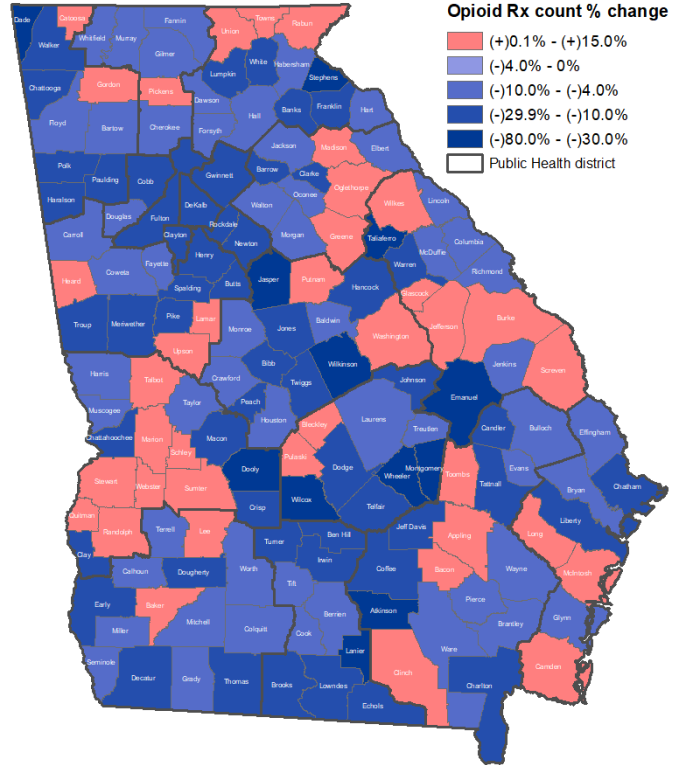 Opioid Rx count % change
(+)0.1% - (+)15.0%
(-)4.0% - 0%
(-)10.0% - (-)4.0%
(-)29.9% - (-)10.0%
(-)80.0% - (-)30.0%
Public Health district
Dade
Catoosa
Fannin
Towns
Rabun
Union
Walker
Whitfield
Murray
Gilmer
White
Habersham
Lumpkin
Stephens
Chattooga
Gordon
Pickens
Dawson
Banks
Franklin
Hart
Floyd
Bartow
Cherokee
Forsyth
Hall
Jackson
Madison
Elbert
Polk
Paulding
Cobb
Gwinnett
Barrow
Clarke
Oglethorpe
Haralson
Douglas
Fulton
DeKalb
Walton
Oconee
Wilkes
Lincoln
Carroll
Clayton
Rockdale
Newton
Morgan
Greene
Taliaferro
McDuffie
Columbia
Coweta
Fayette
Henry
Warren
Richmond
Heard
Spalding
Butts
Jasper
Putnam
Hancock
Glascock
Troup
Meriwether
Pike
Lamar
Monroe
Jones
Baldwin
Washington
Jefferson
Burke
Upson
Harris
Talbot
Crawford
Bibb
Twiggs
Wilkinson
Johnson
Jenkins
Screven
Muscogee
Taylor
Peach
Houston
Laurens
Emanuel
Chattahoochee
Marion
Macon
Bleckley
Treutlen
Candler
Bulloch
Effingham
Schley
Pulaski
Dodge
Wheeler
Montgomery
Toombs
Tattnall
Evans
Bryan
Chatham
Stewart
Webster
Sumter
Dooly
Wilcox
Telfair
Liberty
Quitman
Randolph
Terrell
Lee
Crisp
Turner
Ben Hill
Jeff Davis
Appling
Long
Clay
Calhoun
Dougherty
Worth
Irwin
Coffee
Bacon
Wayne
McIntosh
Tift
Early
Baker
Mitchell
Colquitt
Berrien
Atkinson
Pierce
Brantley
Glynn
Miller
Cook
Ware
Seminole
Decatur
Grady
Thomas
Brooks
Lowndes
Lanier
Clinch
Charlton
Camden
Echols